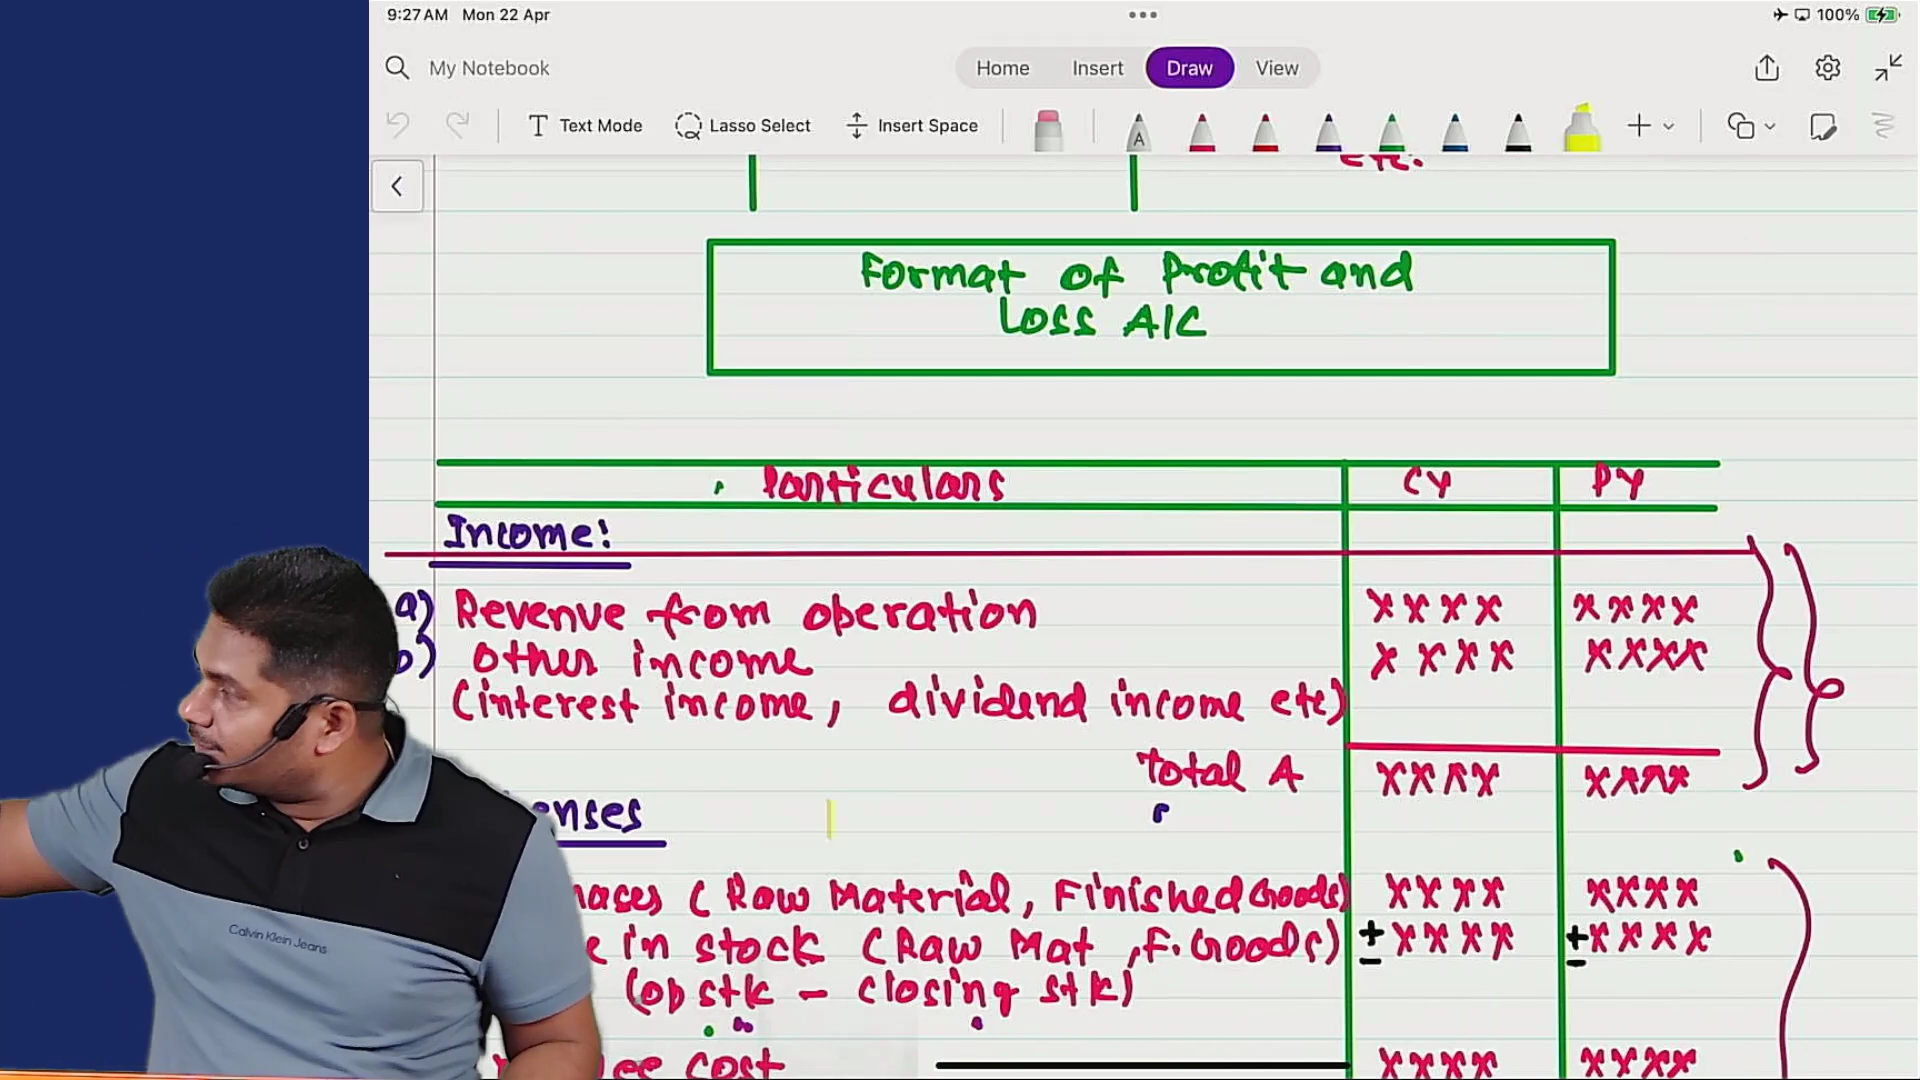 9:27 AM Mon 22 Apr
100%
My Notebook
Home Insert Draw View
Text Mode Lasso Select Insert Space
A
etc.
Format of Profit and
Loss A/C
Particulars CY PY
Income:
a) Revenue from operation xxxx xxxx
b) Other income xxxx xxxx
(interest income, dividend income etc)
Total A xxxx xxxx
enses
hases (Raw Material, Finished Goods) xxxx xxxx
e in stock (Raw Mat, F. Goods) ±xxxx ±xxxx
(op stk – closing stk)
ee cost xxxx xxxx
Calvin Klein Jeans